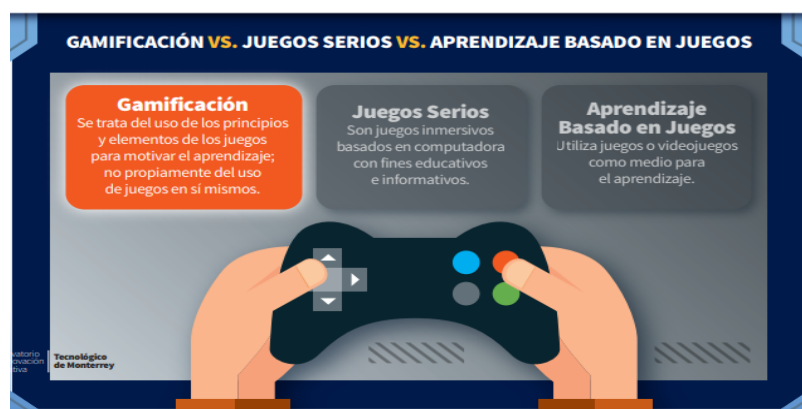 GAMIFICACIÓN VS. JUEGOS SERIOS VS. APRENDIZAJE BASADO EN JUEGOS
Gamificación
Se trata del uso de los principios
y elementos de los juegos
para motivar el aprendizaje;
no propiamente del uso
de juegos en sí mismos.
Juegos Serios
Son juegos inmersivos
basados en computadora
con fines educativos
e informativos.
Aprendizaje
Basado en Juegos
Utiliza juegos o videojuegos
como medio para
el aprendizaje.
vatorio
ovación
tiva
Tecnológico
de Monterrey